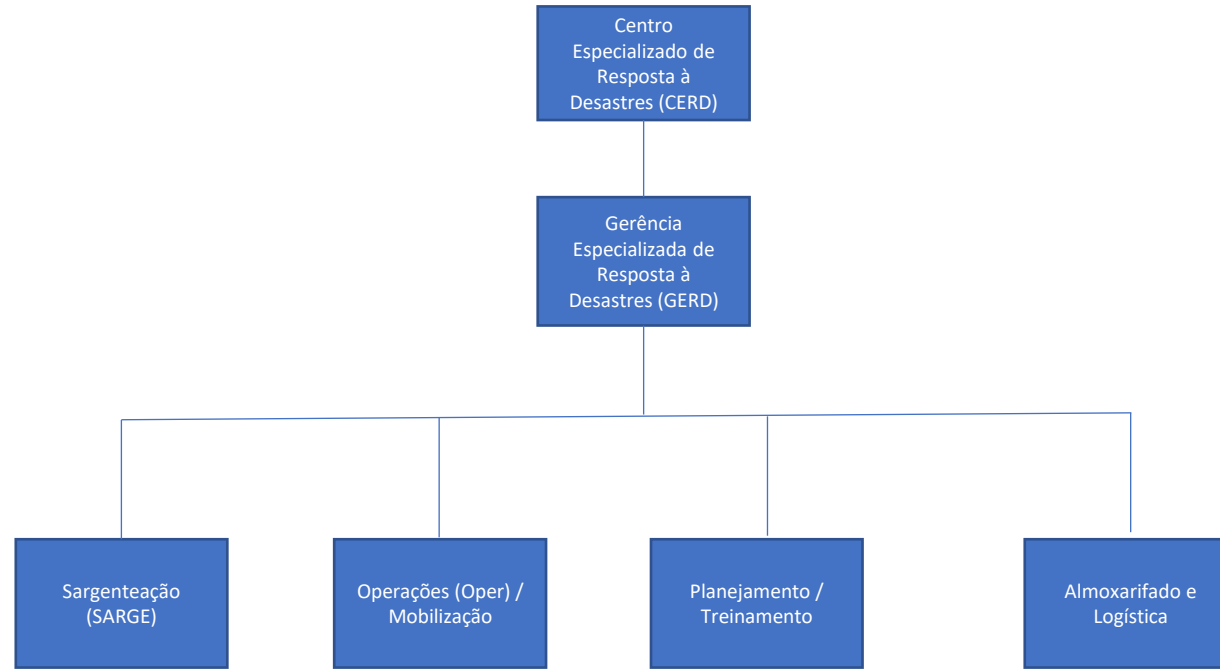 Centro
Especializado de
Resposta à
Desastres (CERD)
Gerência
Especializada de
Resposta à
Desastres (GERD)
Sargenteação
(SARGE)
Operações (Oper) /
Mobilização
Planejamento /
Treinamento
Almoxarifado e
Logística